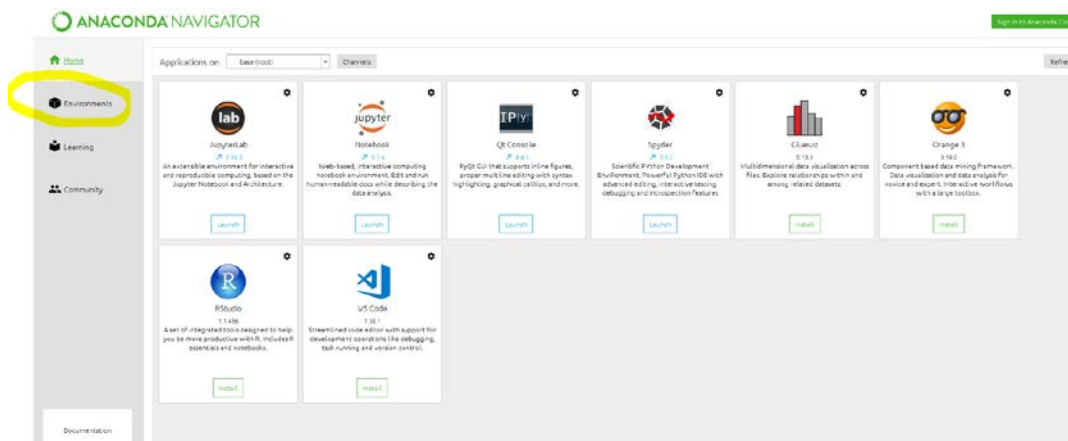 ANACONDA NAVIGATOR
Sign in to Anaconda Clo
Home
Environments
Learning
Community
Documentation
Applications on
base (root)
Channels
Refre
lab
JupyterLab
An extensible environment for interactive
and reproducible computing, based on the
Jupyter Notebook and Architecture.
Launch
jupyter
Notebook
Web-based, interactive computing
notebook environment. Edit and run
human-readable docs while describing the
data analysis.
Launch
IP[y]:
Qt Console
PyQt GUI that supports inline figures,
proper multiline editing with syntax
highlighting, graphical calltips, and more.
Launch
Spyder
Scientific PYthon Development
EnviRonment. Powerful Python IDE with
advanced editing, interactive testing,
debugging and introspection features
Launch
Glueviz
Multidimensional data visualization across
files. Explore relationships within and
among related datasets.
Install
Orange 3
Component based data mining framework.
Data visualization and data analysis for
novice and expert. Interactive workflows
with a large toolbox.
Install
R
RStudio
1.1.456
A set of integrated tools designed to help
you be more productive with R. Includes R
essentials and notebooks.
Install
VS Code
Streamlined code editor with support for
development operations like debugging,
task running and version control.
Install